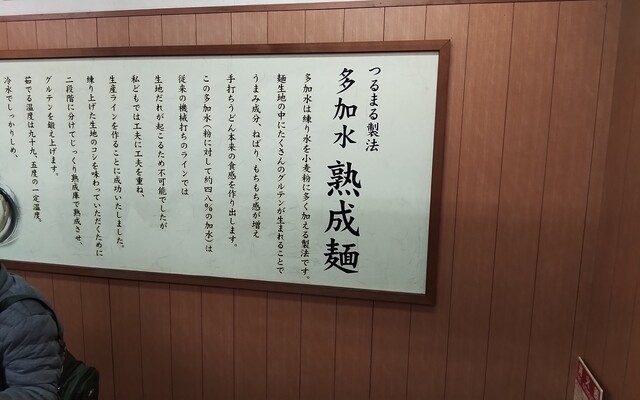 つるまる製法
多加水 熟成麺
多加水は練り水を小麦粉に多く加える製法です。
麺生地の中にたくさんのグルテンが生まれることで
うまみ成分、ねばり、もちもち感が増え
手打ちうどん本来の食感を作り出します。
この多加水(粉に対して約四八%の加水)は
従来の機械打ちのラインでは
生地だれが起こるため不可能でしたが
私どもでは工夫に工夫を重ね、
生産ラインを作ることに成功いたしました。
練り上げた生地のコシを味わっていただくために
二段階に分けてじっくり熟成庫で熟成させ、
グルテンを鍛え上げます。
茹でる温度は九十九.五度の一定温度。
冷水でしっかりしめ、